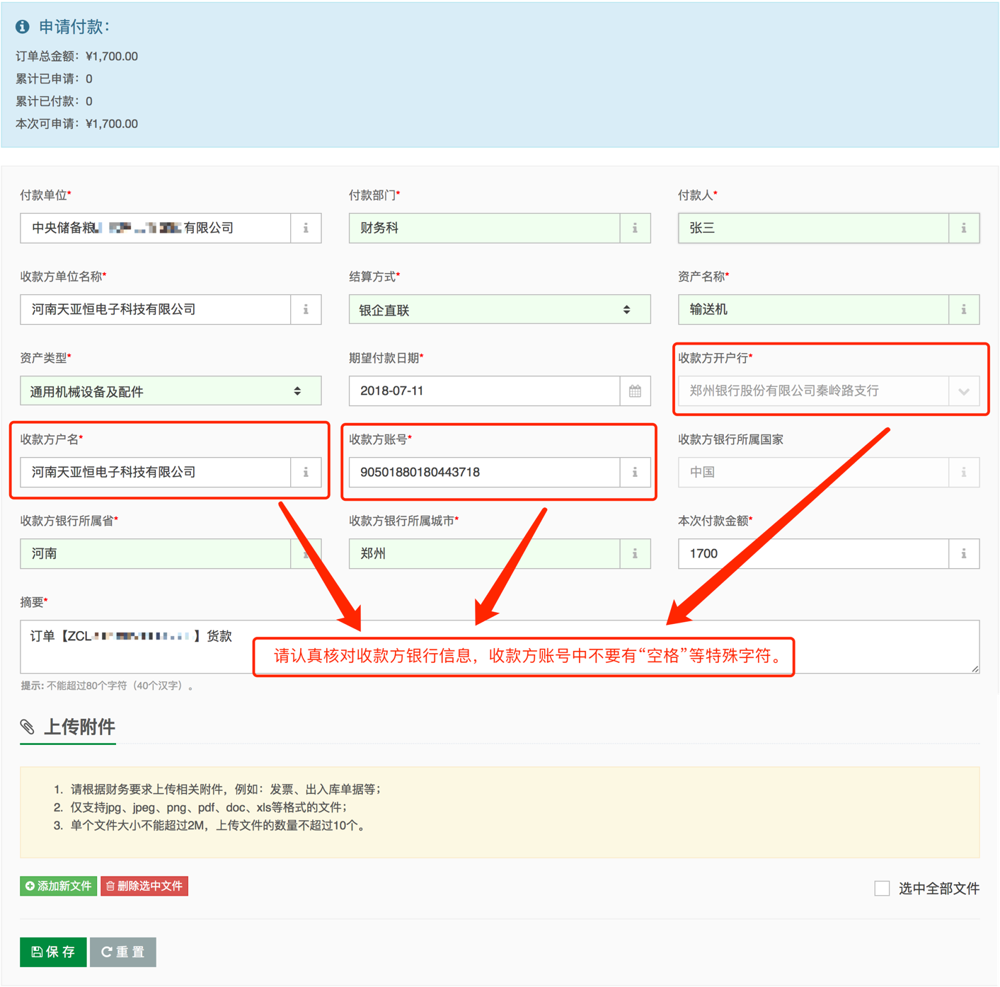 申请付款：
订单总金额：¥1,700.00
累计已申请：0
累计已付款：0
本次可申请：¥1,700.00
付款单位*
付款部门*
付款人*
中央储备粮 有限公司
财务科
张三
收款方单位名称*
结算方式*
资产名称*
河南天亚恒电子科技有限公司
银企直联
输送机
资产类型*
期望付款日期*
收款方开户行*
通用机械设备及配件
2018-07-11
郑州银行股份有限公司秦岭路支行
收款方户名*
收款方账号*
收款方银行所属国家
河南天亚恒电子科技有限公司
90501880180443718
中国
收款方银行所属省*
收款方银行所属城市*
本次付款金额*
河南
郑州
1700
摘要*
订单【ZCL 】货款
请认真核对收款方银行信息，收款方账号中不要有“空格”等特殊字符。
提示: 不能超过80个字符（40个汉字）。
上传附件
1. 请根据财务要求上传相关附件，例如：发票、出入库单据等；
2. 仅支持jpg、jpeg、png、pdf、doc、xls等格式的文件；
3. 单个文件大小不能超过2M，上传文件的数量不超过10个。
添加新文件
删除选中文件
选中全部文件
保 存
重 置